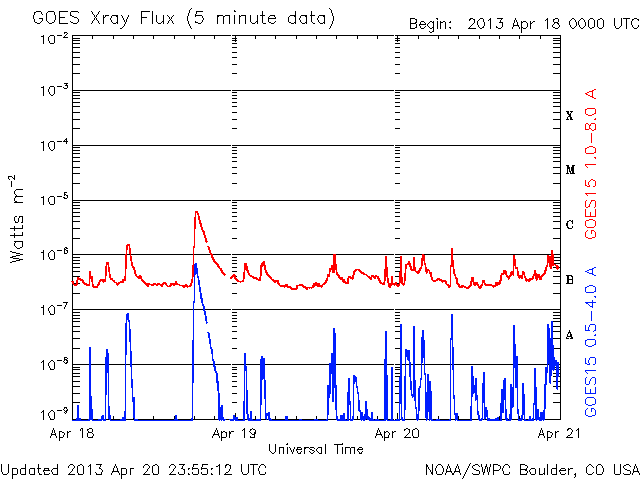 GOES Xray Flux (5 minute data)
Begin: 2013 Apr 18 0000 UTC
10⁻²
10⁻³
10⁻⁴
10⁻⁵
10⁻⁶
10⁻⁷
10⁻⁸
10⁻⁹
Watts m⁻²
X
M
C
B
A
GOES15 1.0-8.0 A
GOES15 0.5-4.0 A
Apr 18
Apr 19
Apr 20
Apr 21
Universal Time
Updated 2013 Apr 20 23:55:12 UTC
NOAA/SWPC Boulder, CO USA